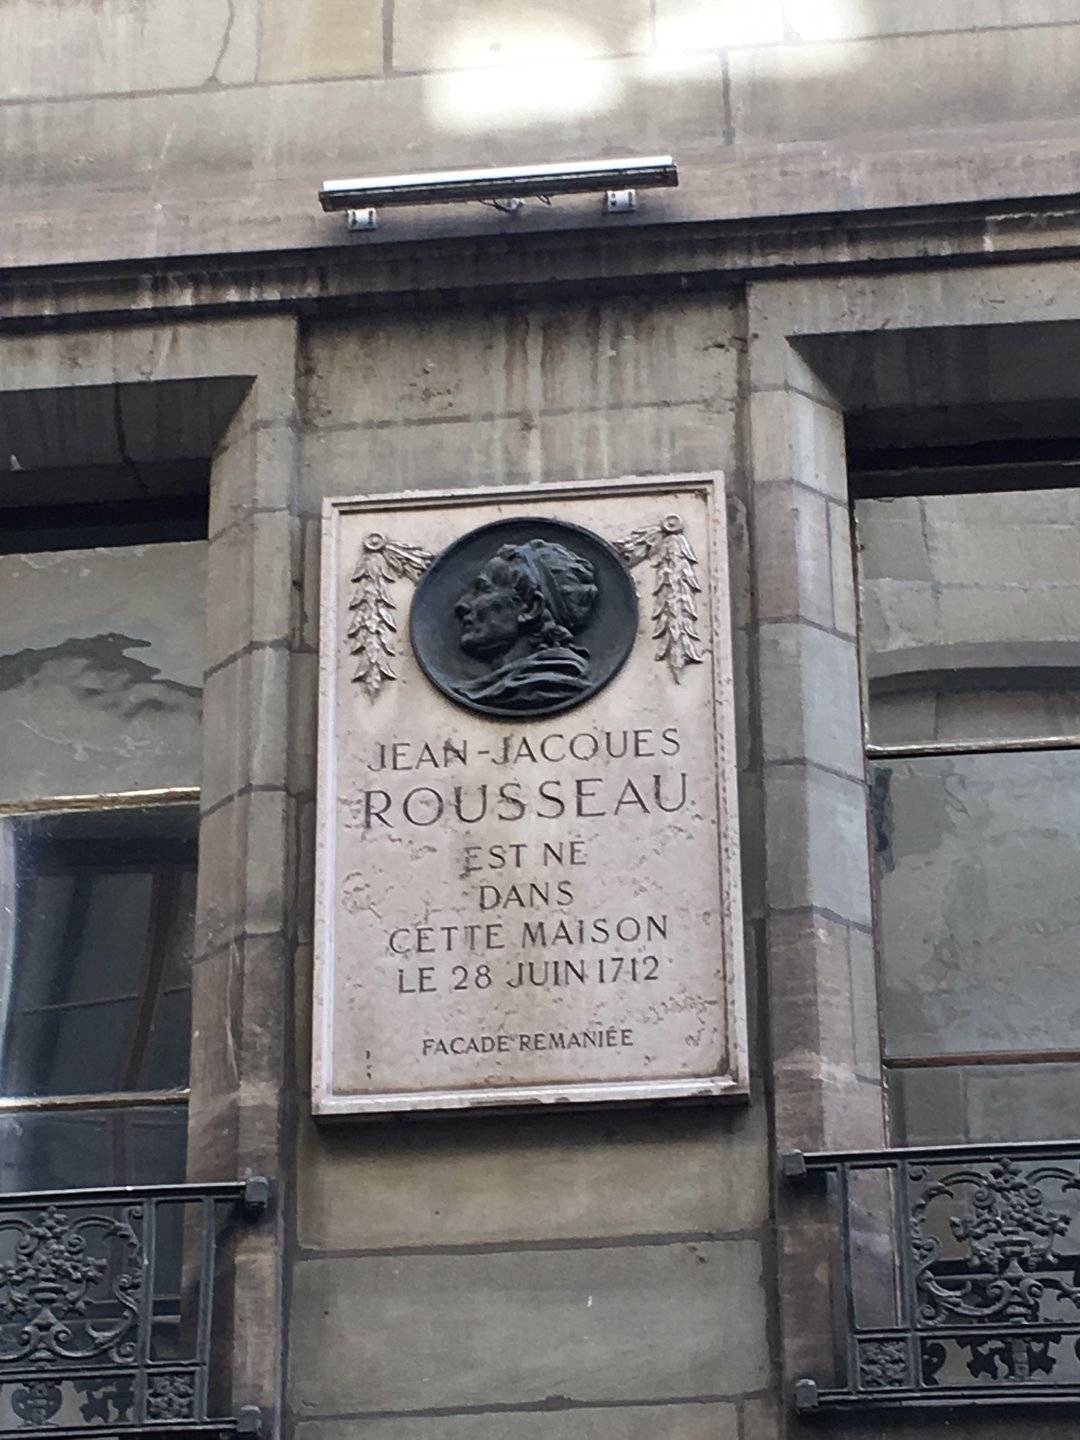 JEAN-JACQUES
ROUSSEAU
EST NÉ
DANS
CETTE MAISON
LE 28 JUIN 1712
FACADE REMANIÉE